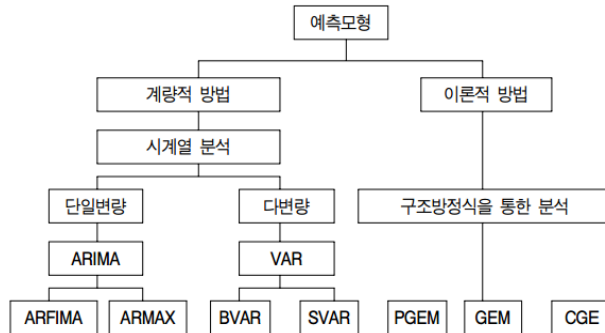 예측모형
계량적 방법
이론적 방법
시계열 분석
단일변량
다변량
구조방정식을 통한 분석
ARIMA
VAR
ARFIMA
ARMAX
BVAR
SVAR
PGEM
GEM
CGE